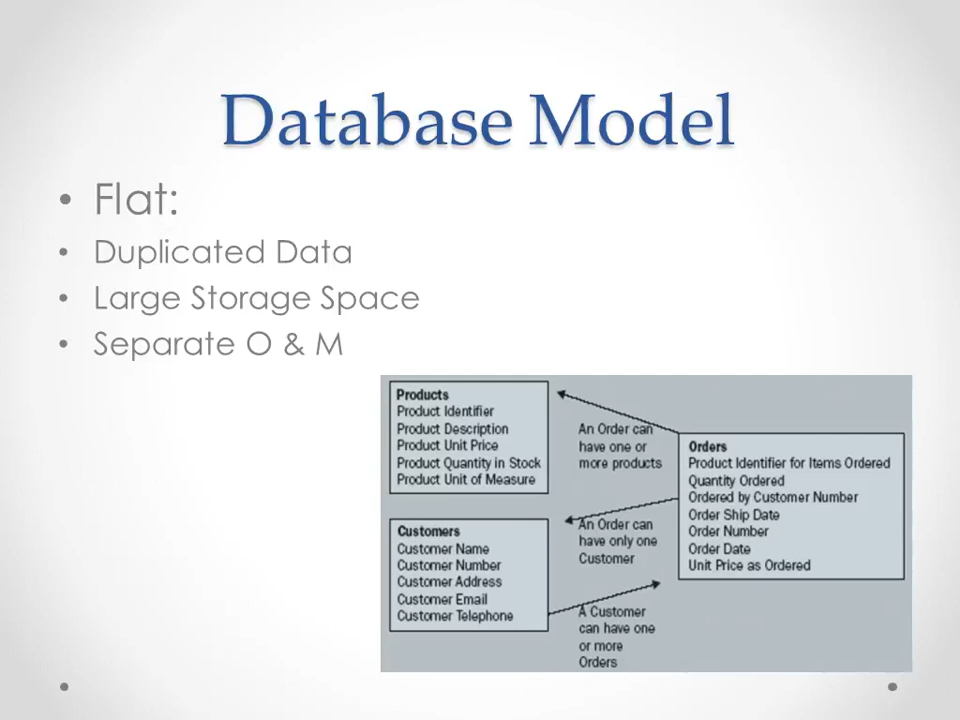 Database Model
• Flat:
• Duplicated Data
• Large Storage Space
• Separate O & M
Products
Product Identifier
Product Description
Product Unit Price
Product Quantity in Stock
Product Unit of Measure
An Order can
have one or
more products
Orders
Product Identifier for Items Ordered
Quantity Ordered
Ordered by Customer Number
Order Ship Date
Order Number
Order Date
Unit Price as Ordered
Customers
Customer Name
Customer Number
Customer Address
Customer Email
Customer Telephone
An Order can
have only one
Customer
A Customer
can have one
or more
Orders